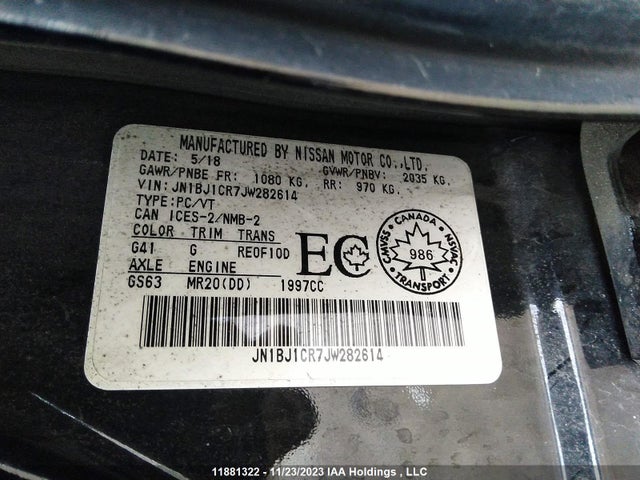 MANUFACTURED BY NISSAN MOTOR CO.,LTD.
DATE: 5/18 GVWR/PNBV: 2035 KG.
GAWR/PNBE FR: 1080 KG. RR: 970 KG.
VIN: JN1BJ1CR7JW282614
TYPE:PC/VT
CAN ICES-2/NMB-2
COLOR TRIM TRANS
G41 G RE0F10D
AXLE ENGINE
GS63 MR20(DD) 1997CC
EC
CANADA
CMVSS 986 NSVAC
TRANSPORT
JN1BJ1CR7JW282614
11881322 - 11/23/2023 IAA Holdings , LLC